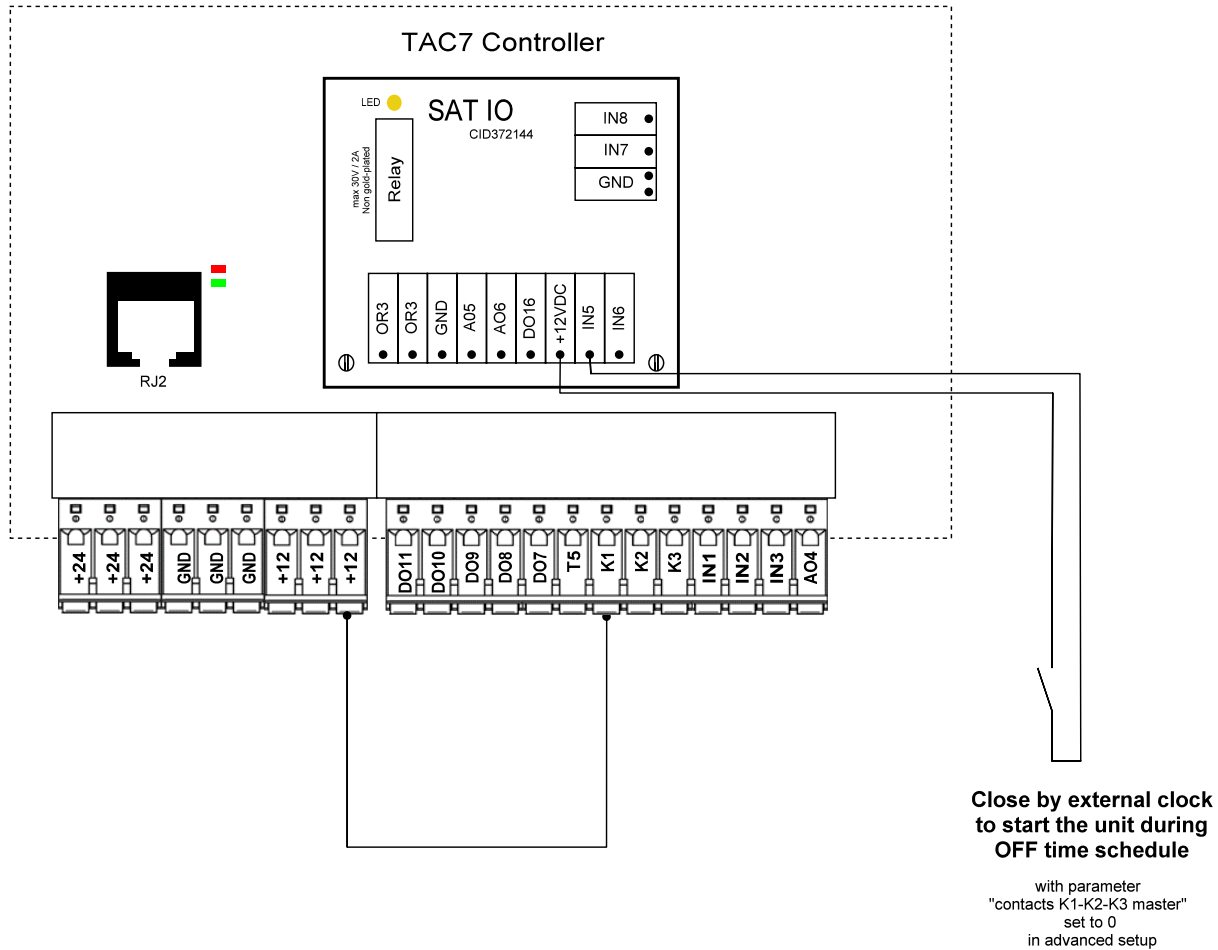 TAC7 Controller
LED
SAT IO
CID372144
max 30V / 2A
Non gold-plated
Relay
IN8
IN7
GND
OR3
OR3
GND
A05
AO6
DO16
+12VDC
IN5
IN6
RJ2
+24
+24
+24
GND
GND
GND
+12
+12
+12
DO11
DO10
DO9
DO8
DO7
T5
K1
K2
K3
IN1
IN2
IN3
AO4
Close by external clock
to start the unit during
OFF time schedule
with parameter
"contacts K1-K2-K3 master"
set to 0
in advanced setup